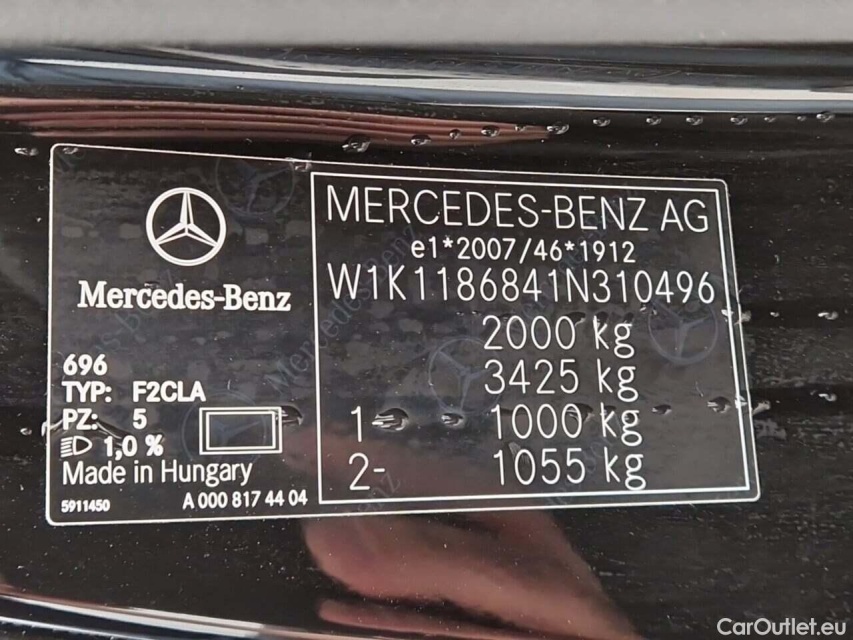 MERCEDES-BENZ AG
e1*2007/46*1912
W1K1186841N310496
2000 kg
3425 kg
1- 1000 kg
2- 1055 kg
Mercedes-Benz
696
TYP: F2CLA
PZ: 5
1,0 %
Made in Hungary
5911450 A 000 817 44 04
CarOutlet.eu